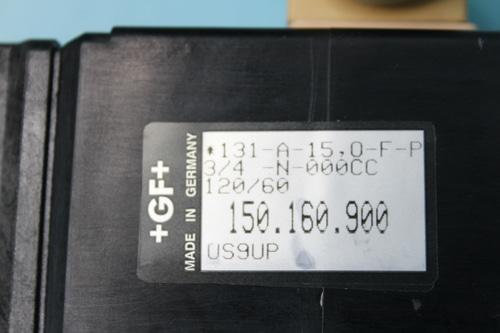 +GF+
MADE IN GERMANY
*131-A-15,0-F-P
3/4 -N-000CC
120/60
150.160.900
US9UP